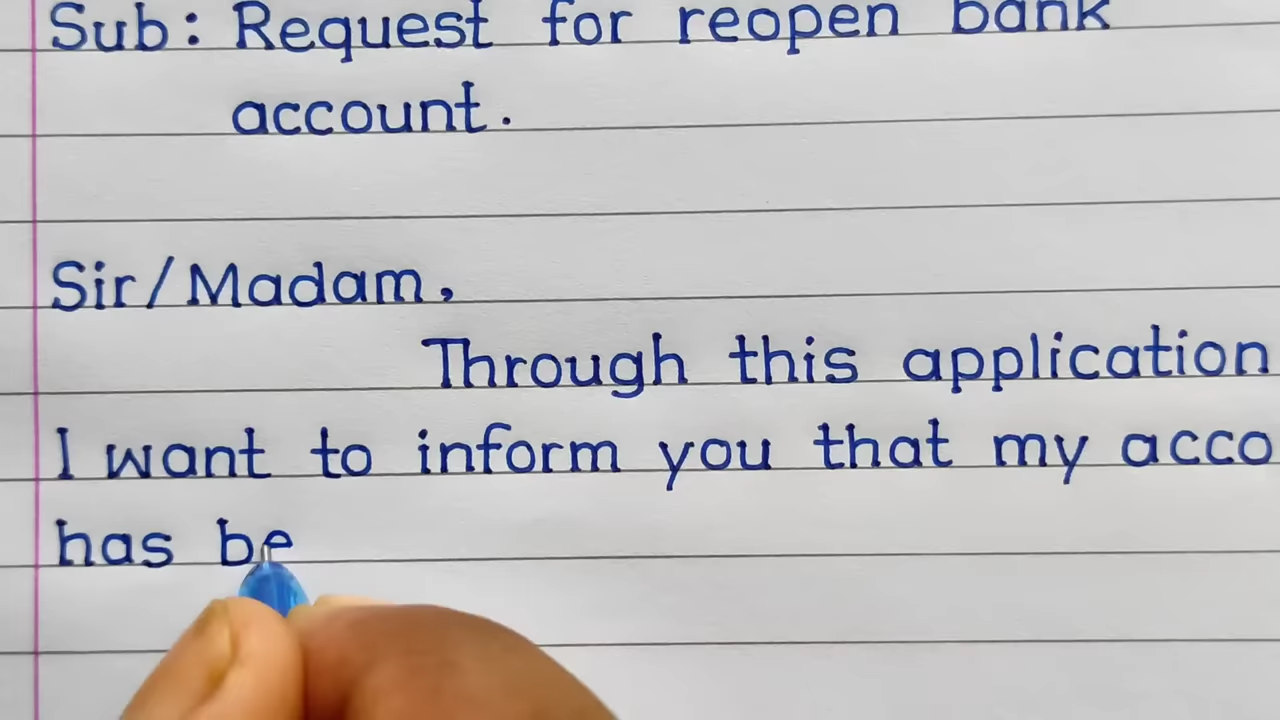 Sub: Request for reopen bank
account.
Sir/Madam,
Through this application
I want to inform you that my acco
has be